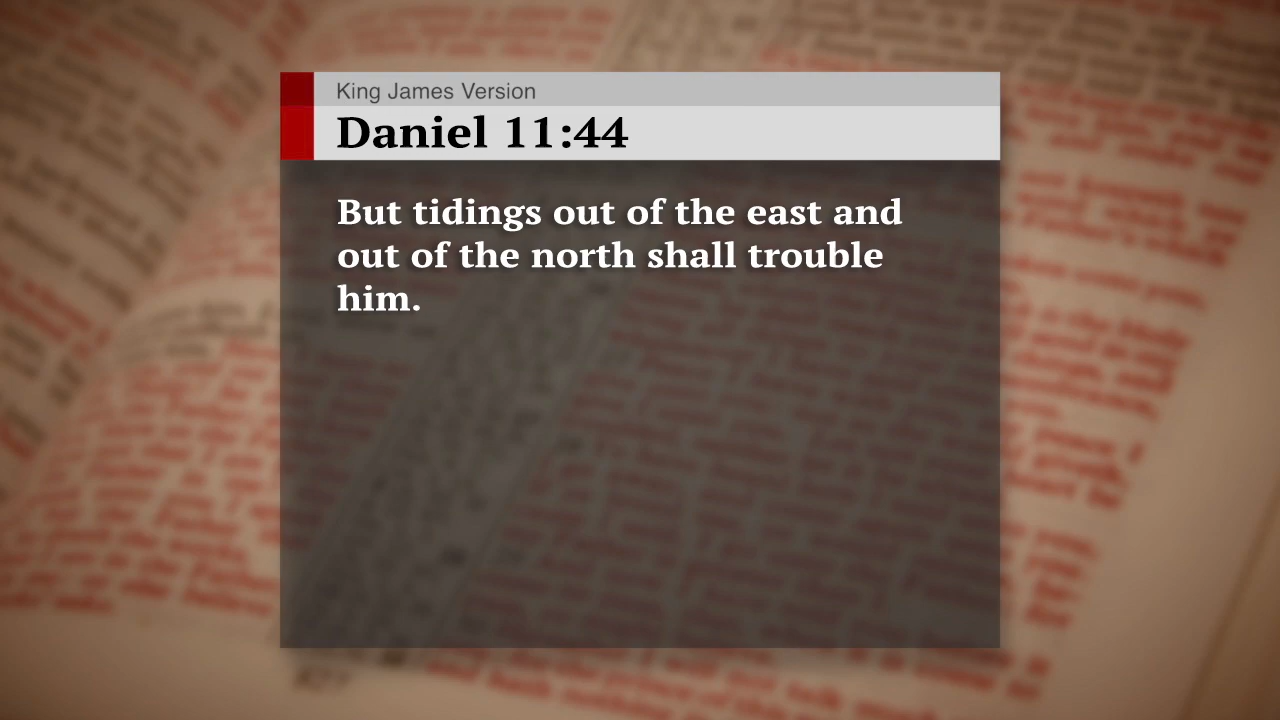 King James Version
Daniel 11:44
But tidings out of the east and
out of the north shall trouble
him.